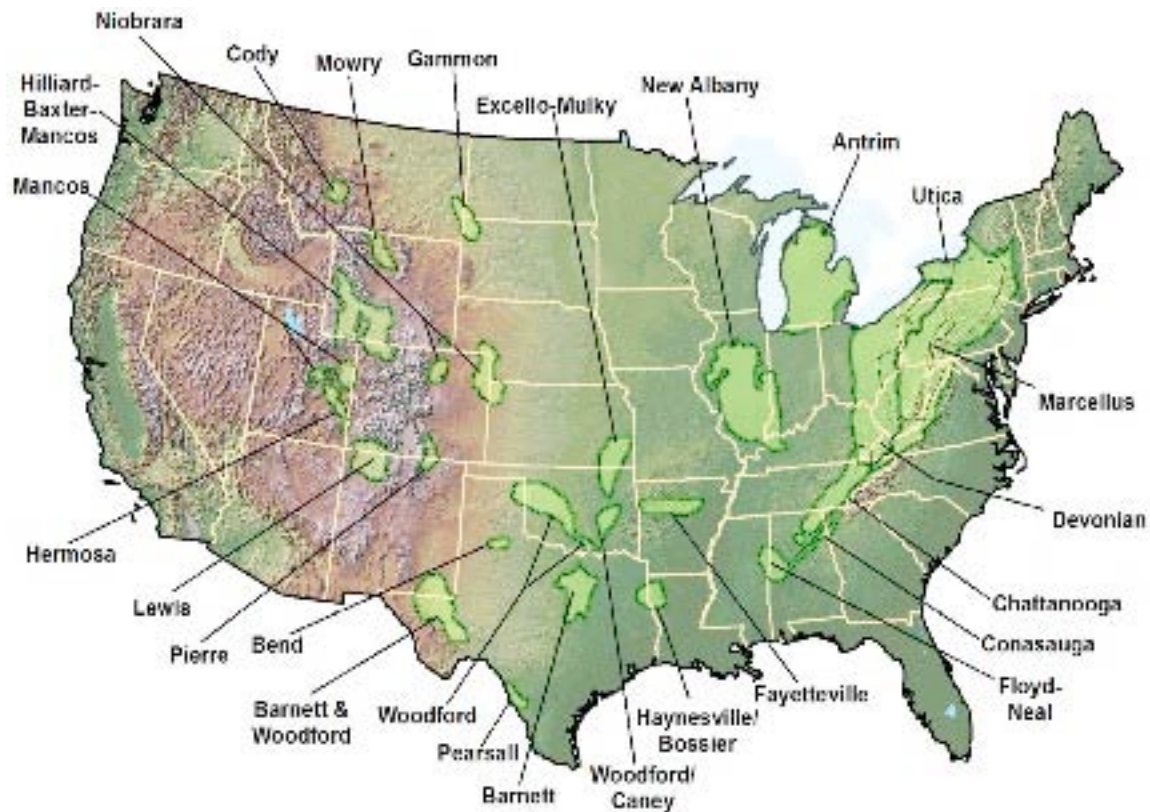 Niobrara
Cody
Mowry
Gammon
Hilliard-
Baxter-
Mancos
Excello-Mulky
New Albany
Antrim
Mancos
Utica
Marcellus
Devonian
Hermosa
Lewis
Chattanooga
Pierre
Bend
Conasauga
Fayetteville
Floyd-
Neal
Barnett &
Woodford
Woodford
Haynesville/
Bossier
Pearsall
Woodford/
Caney
Barnett